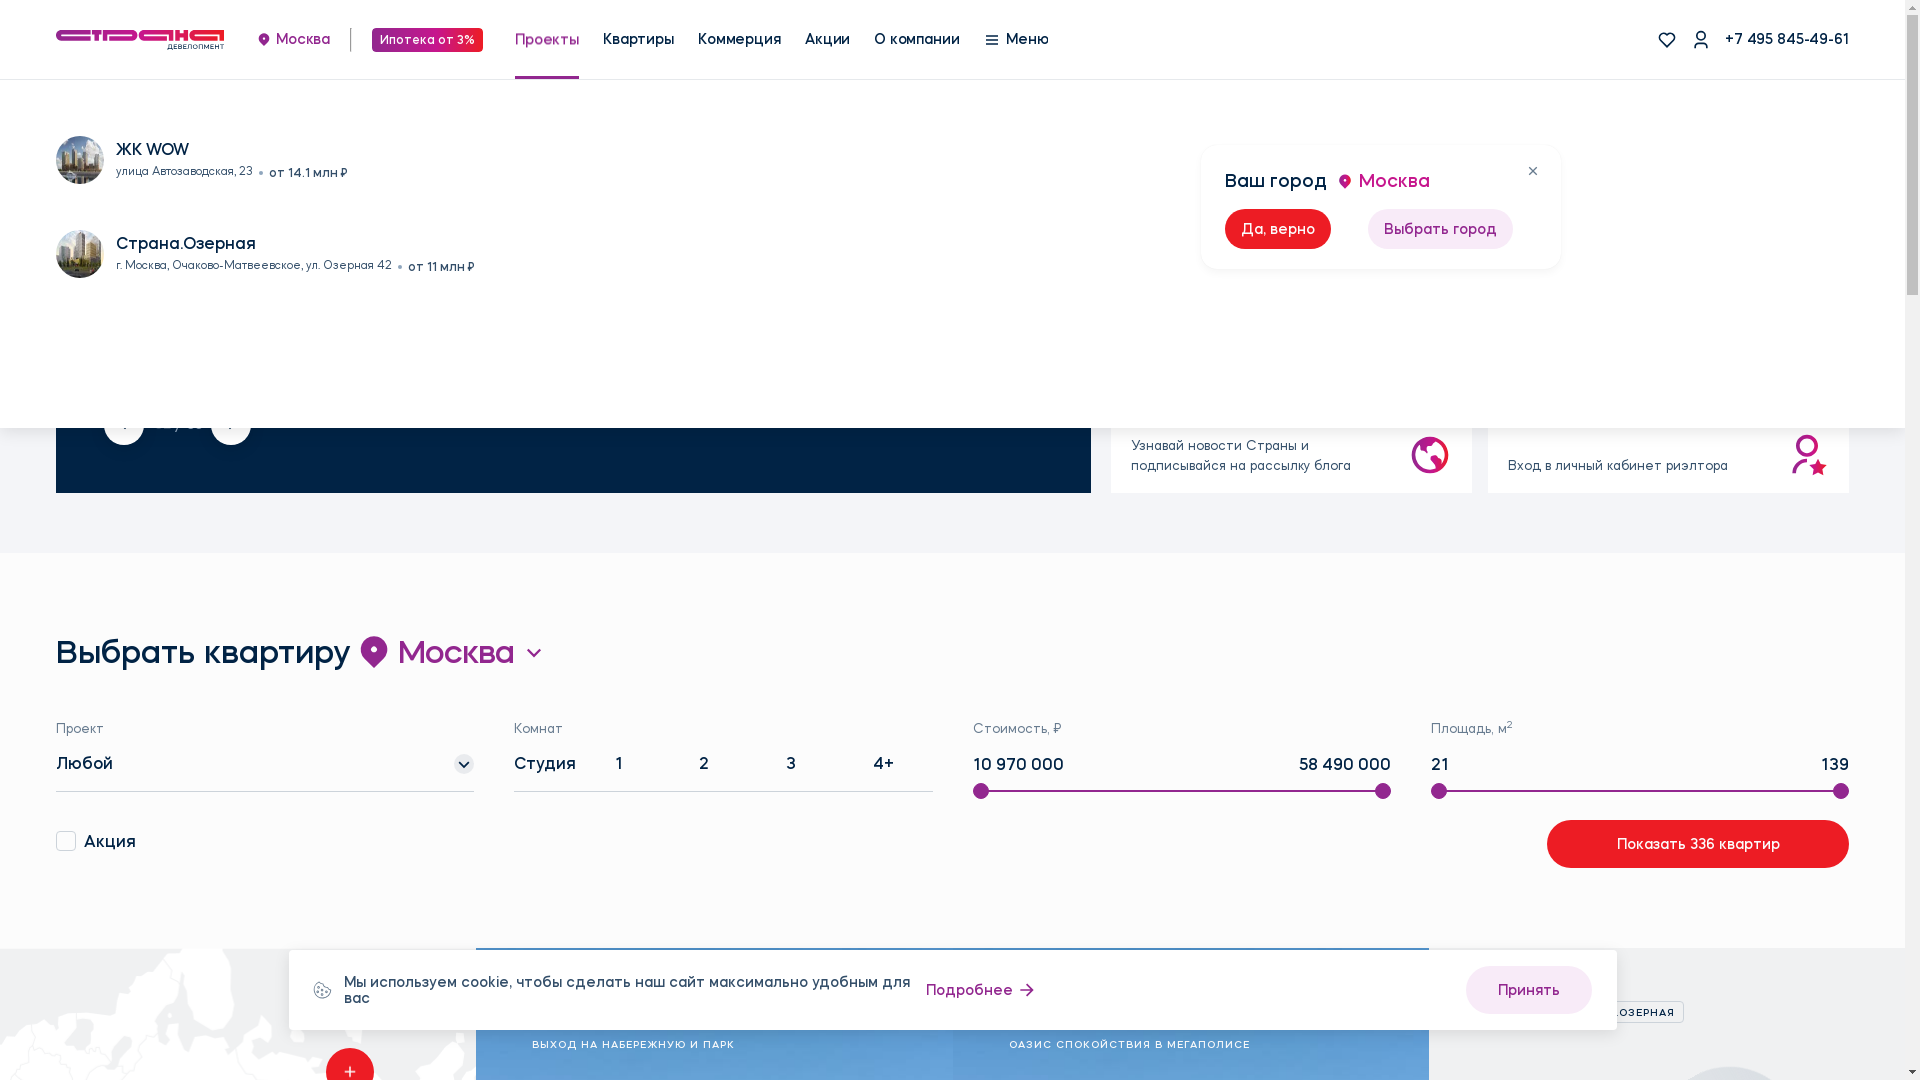 СТРАНА
ДЕВЕЛОПМЕНТ
Москва
Ипотека от 3%
Проекты
Квартиры
Коммерция
Акции
О компании
Меню
+7 495 845-49-61
ЖК WOW
улица Автозаводская, 23 • от 14.1 млн ₽
Страна.Озерная
г. Москва, Очаково-Матвеевское, ул. Озерная 42 • от 11 млн ₽
Ваш город Москва
Да, верно
Выбрать город
Узнавай новости Страны и
подписывайся на рассылку блога
Вход в личный кабинет риэлтора
Выбрать квартиру Москва
Проект
Любой
Комнат
Студия 1 2 3 4+
Стоимость, ₽
10 970 000 58 490 000
Площадь, м²
21 139
Акция
Показать 336 квартир
Мы используем cookie, чтобы сделать наш сайт максимально удобным для
вас
Подробнее
Принять
ОЗЕРНАЯ
ВЫХОД НА НАБЕРЕЖНУЮ И ПАРК
ОАЗИС СПОКОЙСТВИЯ В МЕГАПОЛИСЕ